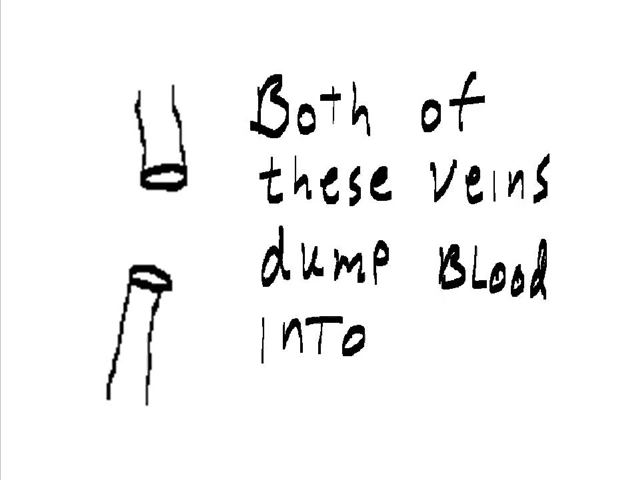 Both of
these veins
dump BLood
InTo